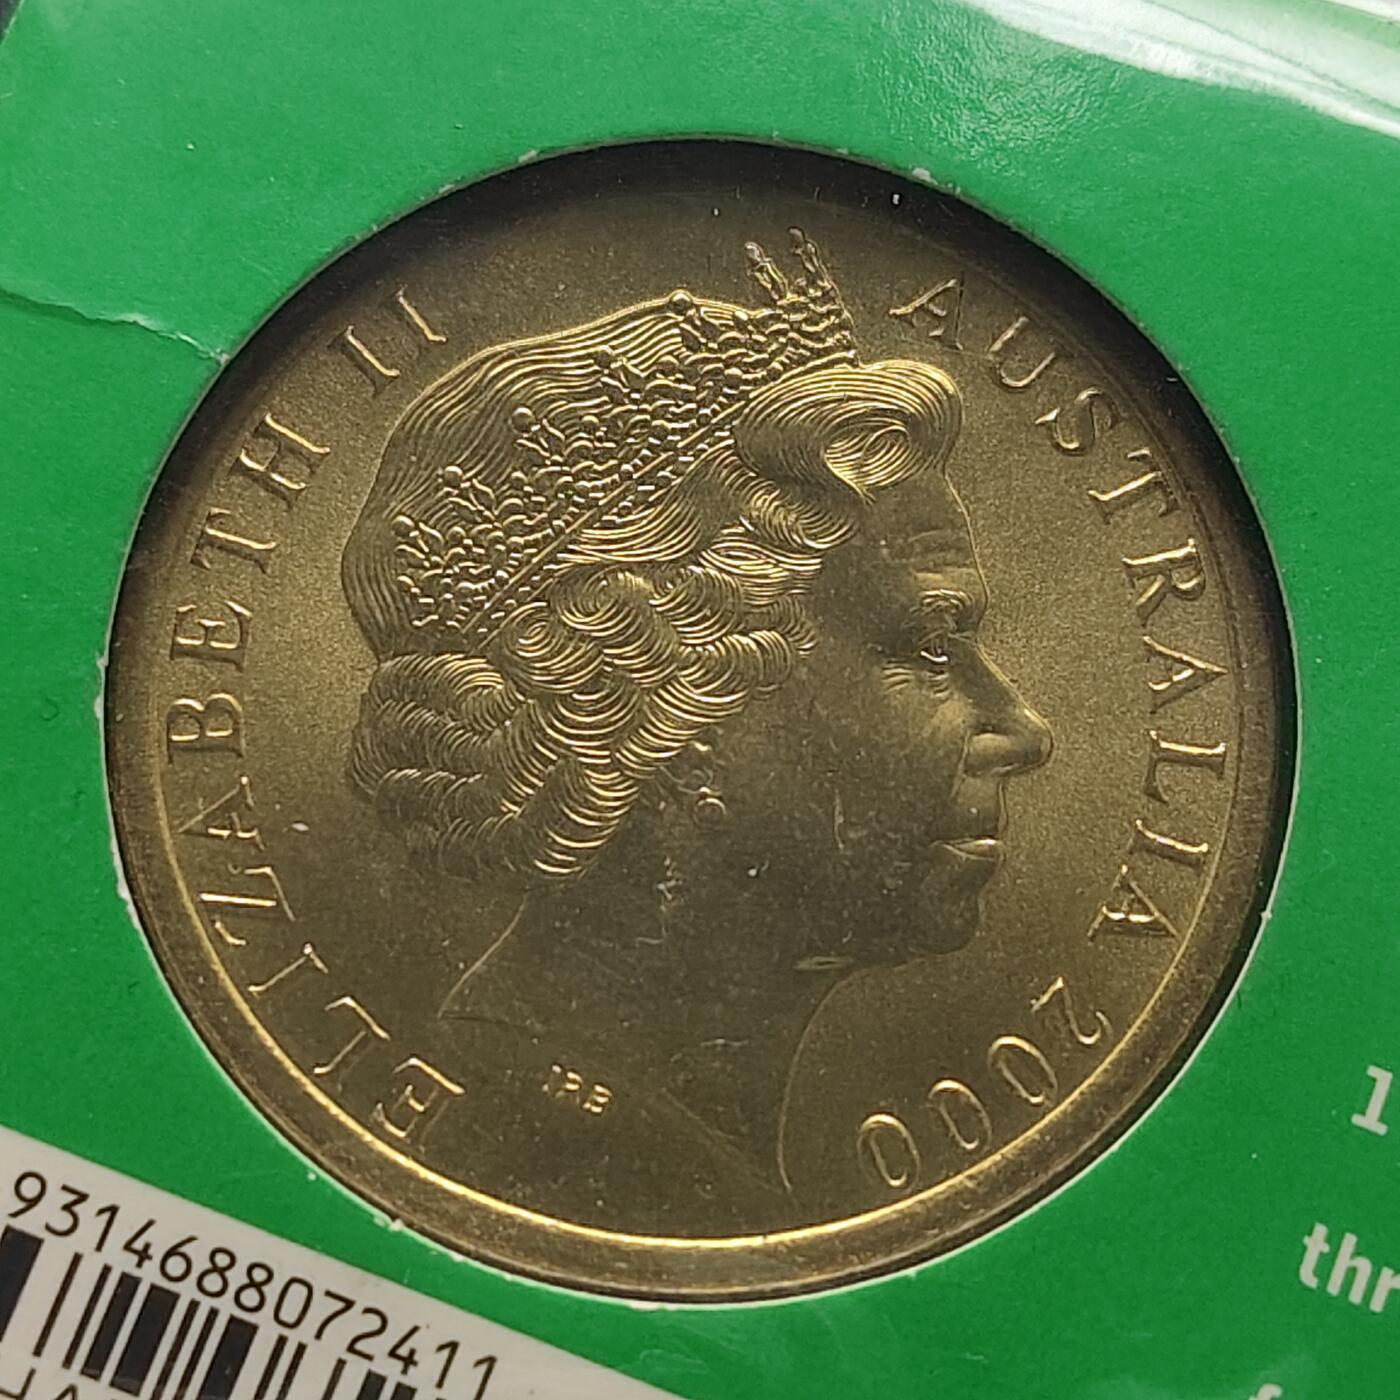 ELIZABETH II
AUSTRALIA 2000
IRB
9314688072411
1
thr